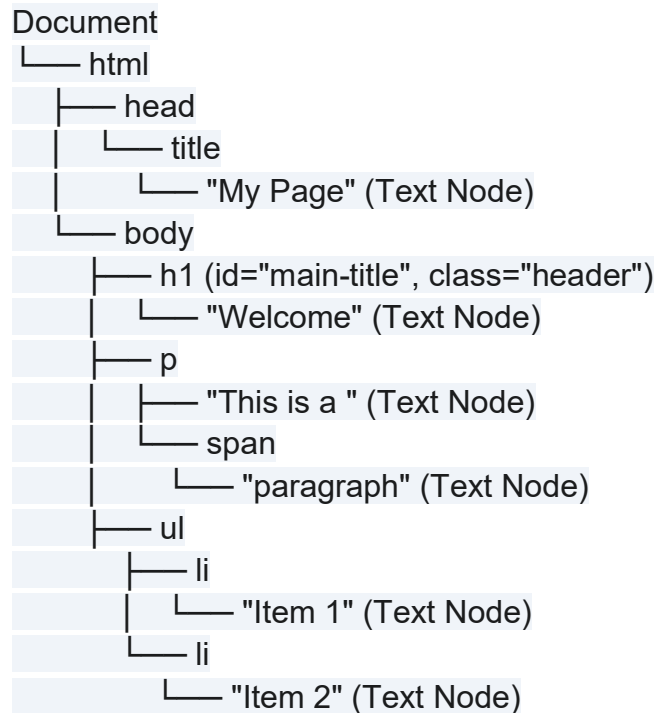 Document
└── html
    ├── head
    │   └── title
    │       └── "My Page" (Text Node)
    └── body
        ├── h1 (id="main-title", class="header")
        │   └── "Welcome" (Text Node)
        ├── p
        │   ├── "This is a " (Text Node)
        │   └── span
        │       └── "paragraph" (Text Node)
        ├── ul
            ├── li
            │   └── "Item 1" (Text Node)
            └── li
                └── "Item 2" (Text Node)